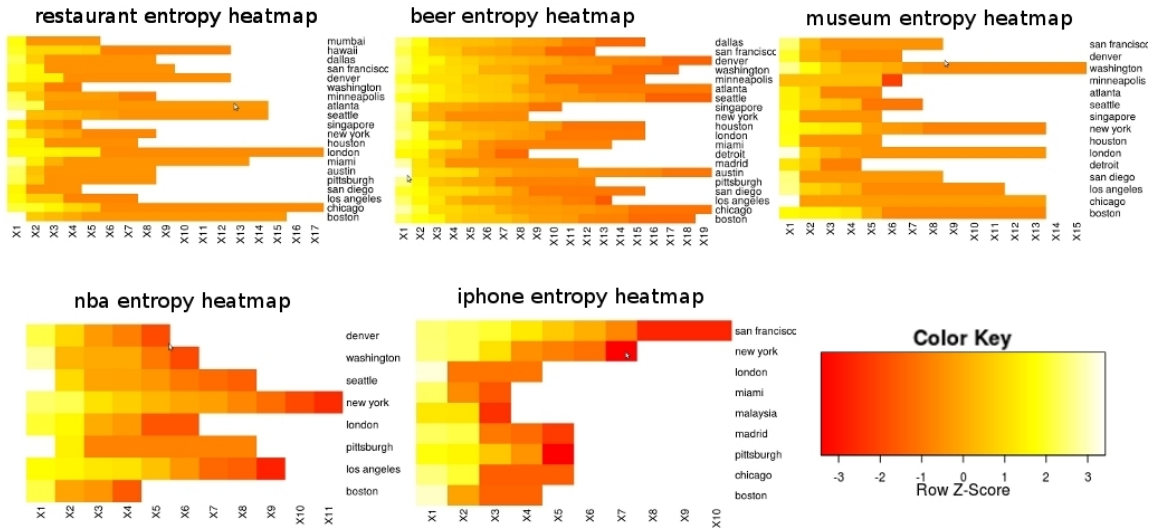 restaurant entropy heatmap
mumbai
hawaii
dallas
san francisco
denver
washington
minneapolis
atlanta
seattle
singapore
new york
houston
london
miami
austin
pittsburgh
san diego
los angeles
chicago
boston
X1 X2 X3 X4 X5 X6 X7 X8 X9 X10 X11 X12 X13 X14 X15 X16 X17
beer entropy heatmap
dallas
san francisc
denver
washington
minneapolis
atlanta
seattle
singapore
new york
houston
london
miami
detroit
madrid
austin
pittsburgh
san diego
los angeles
chicago
boston
X1 X2 X3 X4 X5 X6 X7 X8 X9 X10 X11 X13 X14 X15 X16 X17 X18 X19
museum entropy heatmap
san francisco
denver
washington
minneapolis
atlanta
seattle
singapore
new york
houston
london
detroit
san diego
los angeles
chicago
boston
X1 X2 X3 X4 X5 X6 X7 X8 X9 X10 X11 X12 X13 X14 X15
nba entropy heatmap
denver
washington
seattle
new york
london
pittsburgh
los angeles
boston
X1 X2 X3 X4 X5 X6 X7 X8 X9 X10 X11
iphone entropy heatmap
san francisc
new york
london
miami
malaysia
madrid
pittsburgh
chicago
boston
X1 X2 X3 X4 X5 X6 X7 X8 X9 X10
Color Key
-3 -2 -1 0 1 2 3
Row Z-Score